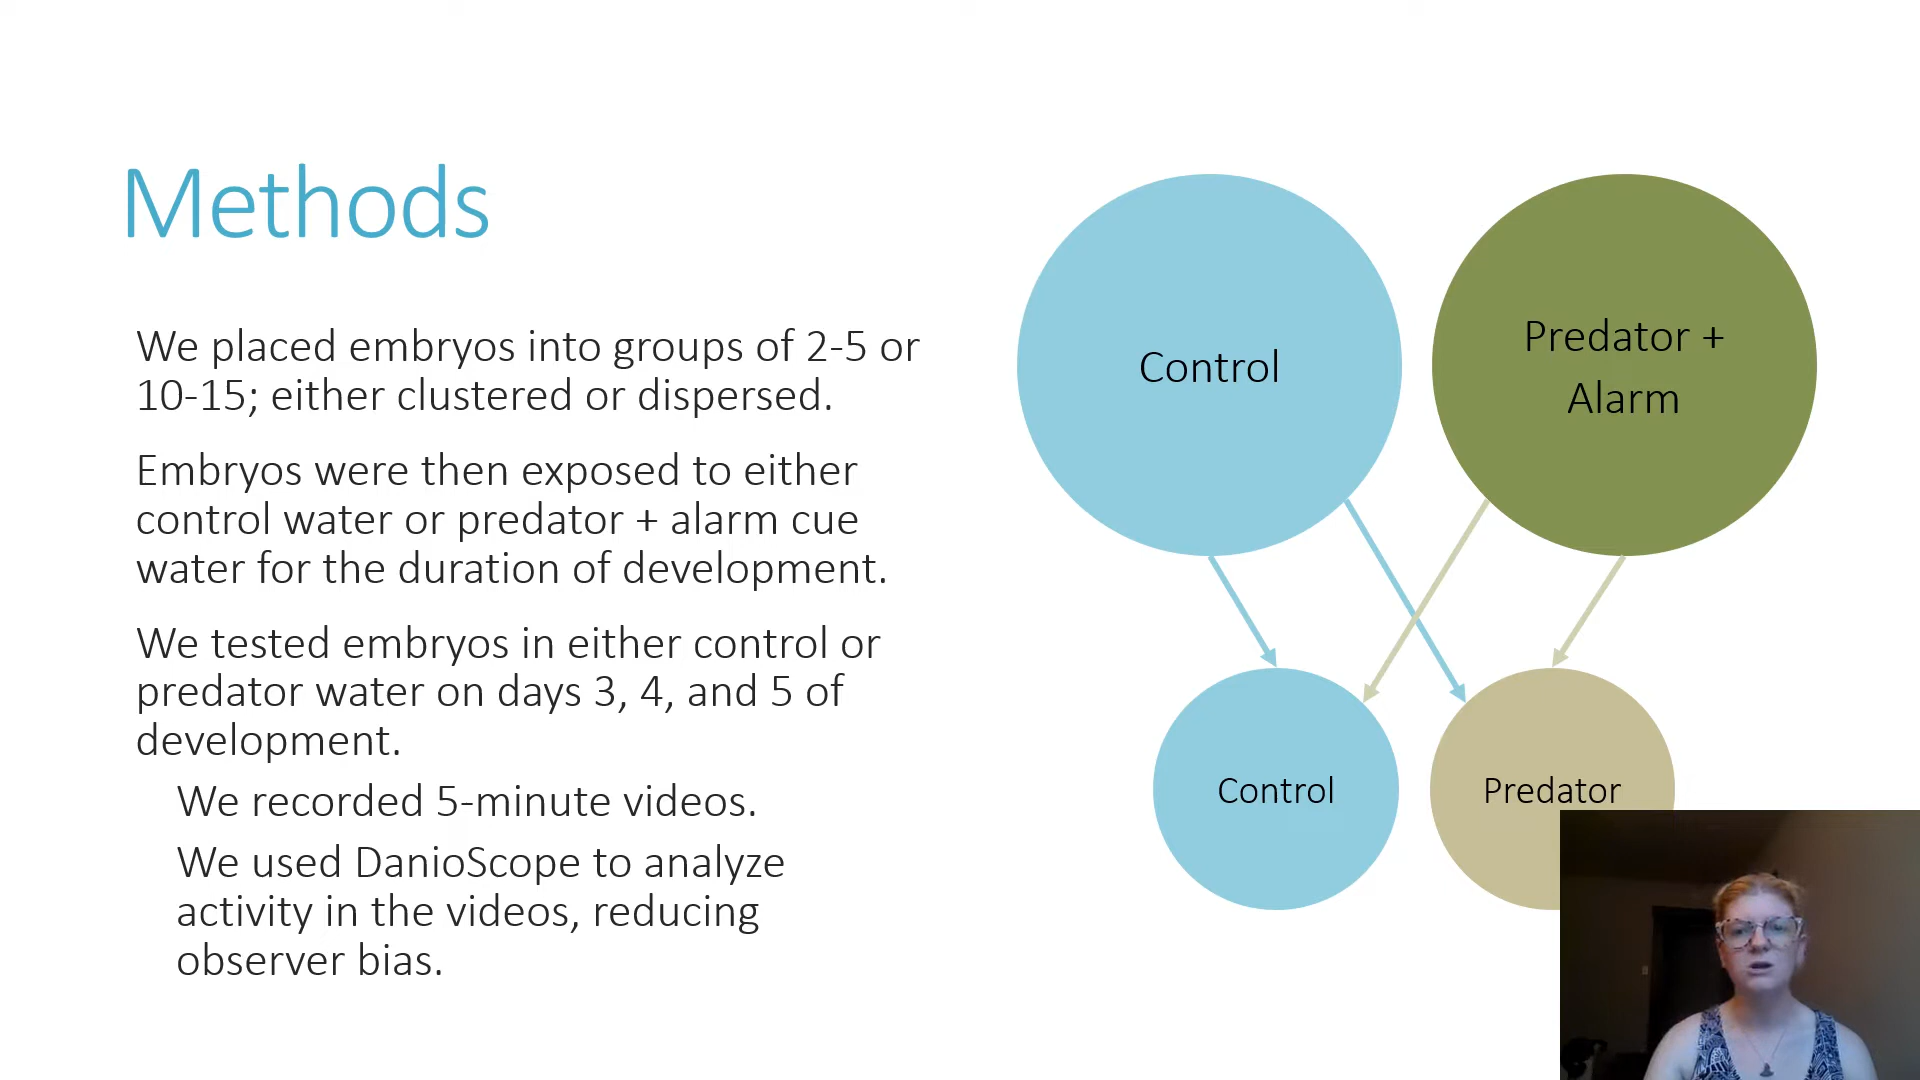 Methods
We placed embryos into groups of 2-5 or
10-15; either clustered or dispersed.
Embryos were then exposed to either
control water or predator + alarm cue
water for the duration of development.
We tested embryos in either control or
predator water on days 3, 4, and 5 of
development.
We recorded 5-minute videos.
We used DanioScope to analyze
activity in the videos, reducing
observer bias.
Control
Predator +
Alarm
Control
Predator